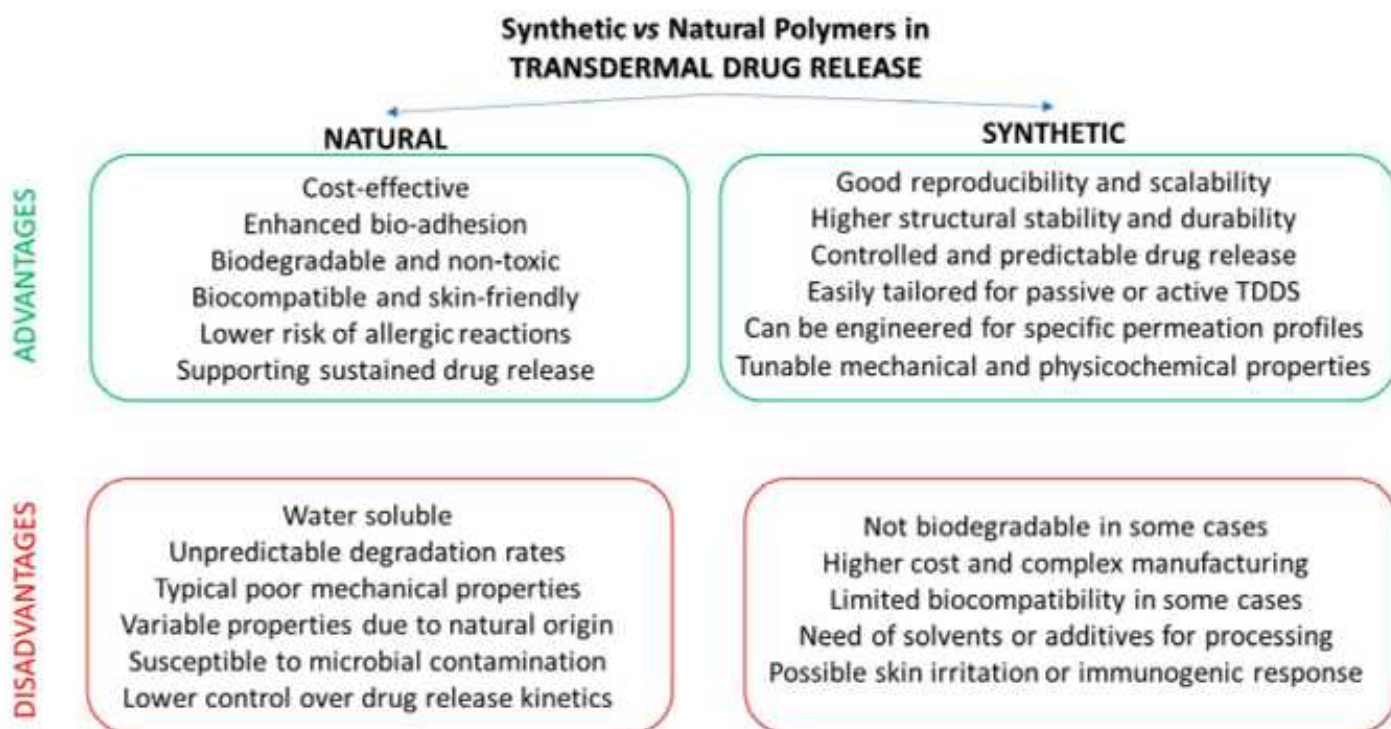 Synthetic vs Natural Polymers in
TRANSDERMAL DRUG RELEASE
NATURAL
SYNTHETIC
ADVANTAGES
Cost-effective
Enhanced bio-adhesion
Biodegradable and non-toxic
Biocompatible and skin-friendly
Lower risk of allergic reactions
Supporting sustained drug release
Good reproducibility and scalability
Higher structural stability and durability
Controlled and predictable drug release
Easily tailored for passive or active TDDS
Can be engineered for specific permeation profiles
Tunable mechanical and physicochemical properties
DISADVANTAGES
Water soluble
Unpredictable degradation rates
Typical poor mechanical properties
Variable properties due to natural origin
Susceptible to microbial contamination
Lower control over drug release kinetics
Not biodegradable in some cases
Higher cost and complex manufacturing
Limited biocompatibility in some cases
Need of solvents or additives for processing
Possible skin irritation or immunogenic response